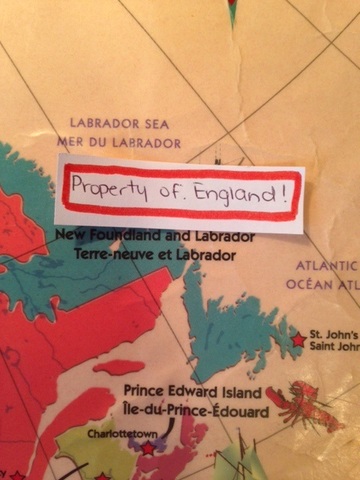 LABRADOR SEA
MER DU LABRADOR
Property of. England!
New Foundland and Labrador
Terre-neuve et Labrador
ATLANTIC
OCÉAN ATL
St. John's
Saint John
Prince Edward Island
Île-du-Prince-Édouard
Charlottetown